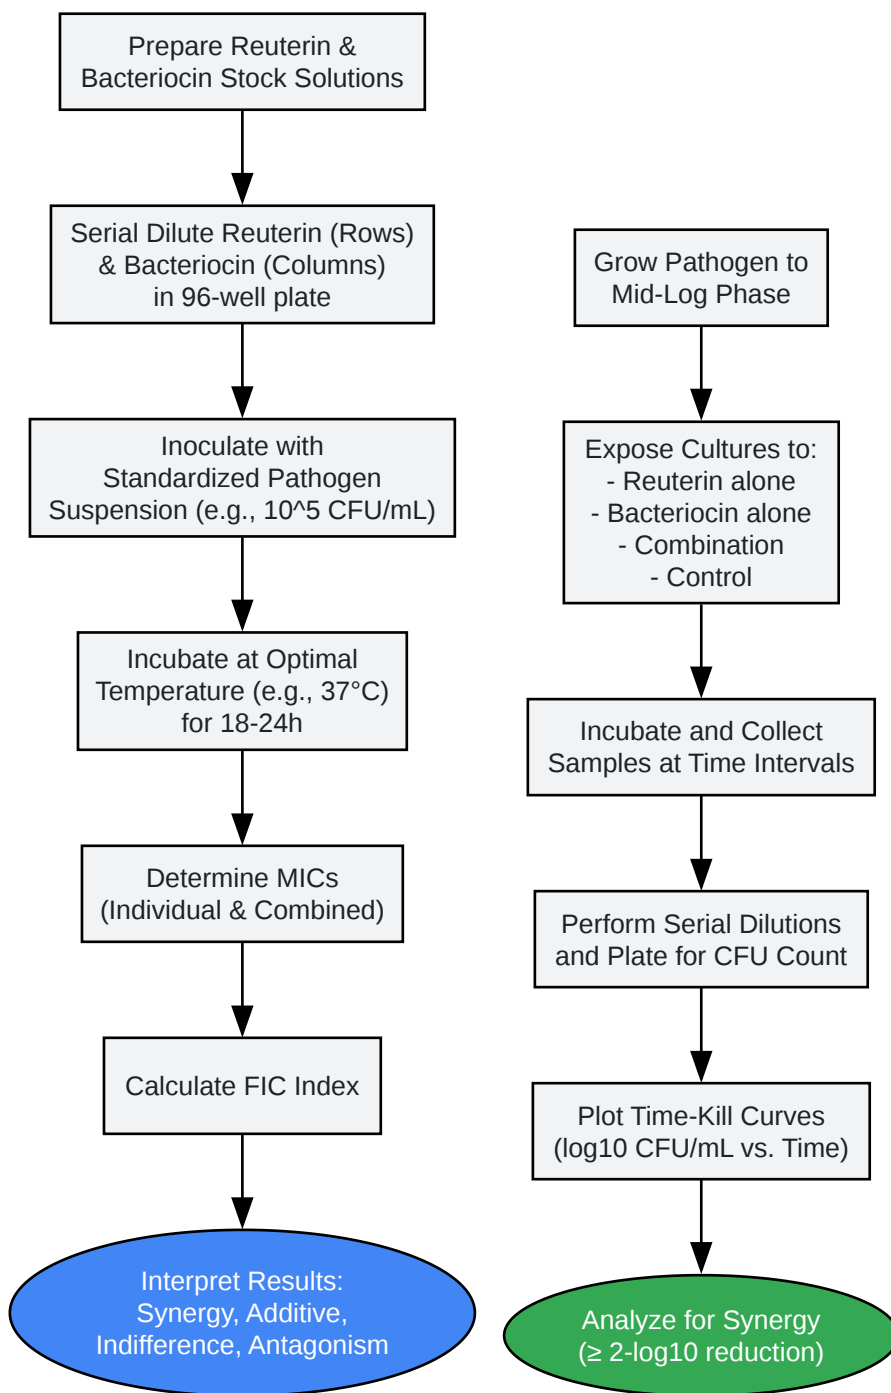 Prepare Reuterin &
Bacteriocin Stock Solutions
Serial Dilute Reuterin (Rows)
& Bacteriocin (Columns)
in 96-well plate
Inoculate with
Standardized Pathogen
Suspension (e.g., 10^5 CFU/mL)
Incubate at Optimal
Temperature (e.g., 37°C)
for 18-24h
Determine MICs
(Individual & Combined)
Calculate FIC Index
Interpret Results:
Synergy, Additive,
Indifference, Antagonism
Grow Pathogen to
Mid-Log Phase
Expose Cultures to:
- Reuterin alone
- Bacteriocin alone
- Combination
- Control
Incubate and Collect
Samples at Time Intervals
Perform Serial Dilutions
and Plate for CFU Count
Plot Time-Kill Curves
(log10 CFU/mL vs. Time)
Analyze for Synergy
(≥ 2-log10 reduction)